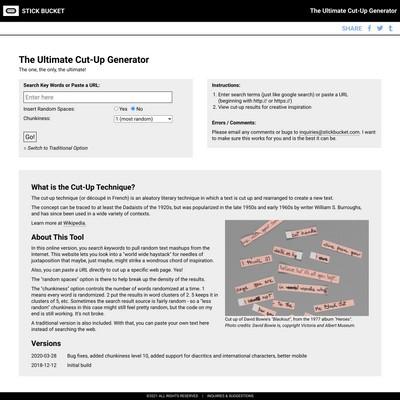 STICK BUCKET
The Ultimate Cut-Up Generator
SHARE
The Ultimate Cut-Up Generator
The one, the only, the ultimate!
Search Key Words or Paste a URL:
Enter here
Insert Random Spaces:
Yes No
Chunkiness:
1 (most random)
Go!
> Switch to Traditional Option
Instructions:
1. Enter search terms (just like google search) or paste a URL
(beginning with http:// or https://)
2. View cut-up results for creative inspiration
Errors / Comments:
Please email any comments or bugs to inquiries@stickbucket.com. I want
to make sure this works for you and is the best it can be.
What is the Cut-Up Technique?
The cut-up technique (or découpé in French) is an aleatory literary technique in which a text is cut up and rearranged to create a new text.
The concept can be traced to at least the Dadaists of the 1920s, but was popularized in the late 1950s and early 1960s by writer William S. Burroughs,
and has since been used in a wide variety of contexts.
Learn more at Wikipedia.
About This Tool
In this online version, you search keywords to pull random text mashups from the
Internet. This website lets you look into a "world wide haystack" for needles of
juxtaposition that maybe, just maybe, might strike a wondrous chord of inspiration.
Also, you can paste a URL directly to cut up a specific web page. Yes!
The "random spaces" option is there to help break up the density of the results.
The "chunkiness" option controls the number of words randomized at a time. 1
means every word is randomized. 2 put the results in word clusters of 2. 5 keeps it in
clusters of 5, etc. Sometimes the search result source is fairly random - so a "less
random" chunkiness in this case might still feel pretty random, but the code on my
end is still working. It's not broke.
A traditional version is also included. With that, you can paste your own text here
instead of searching the web.
Cut up of David Bowie's "Blackout", from the 1977 album "Heroes".
Photo credits: David Bowie is, copyright Victoria and Albert Museum.
Versions
2020-03-28 Bug fixes, added chunkiness level 10, added support for diacritics and international characters, better mobile
2018-12-12 Initial build
©2021 ALL RIGHTS RESERVED | INQUIRIES & SUGGESTIONS